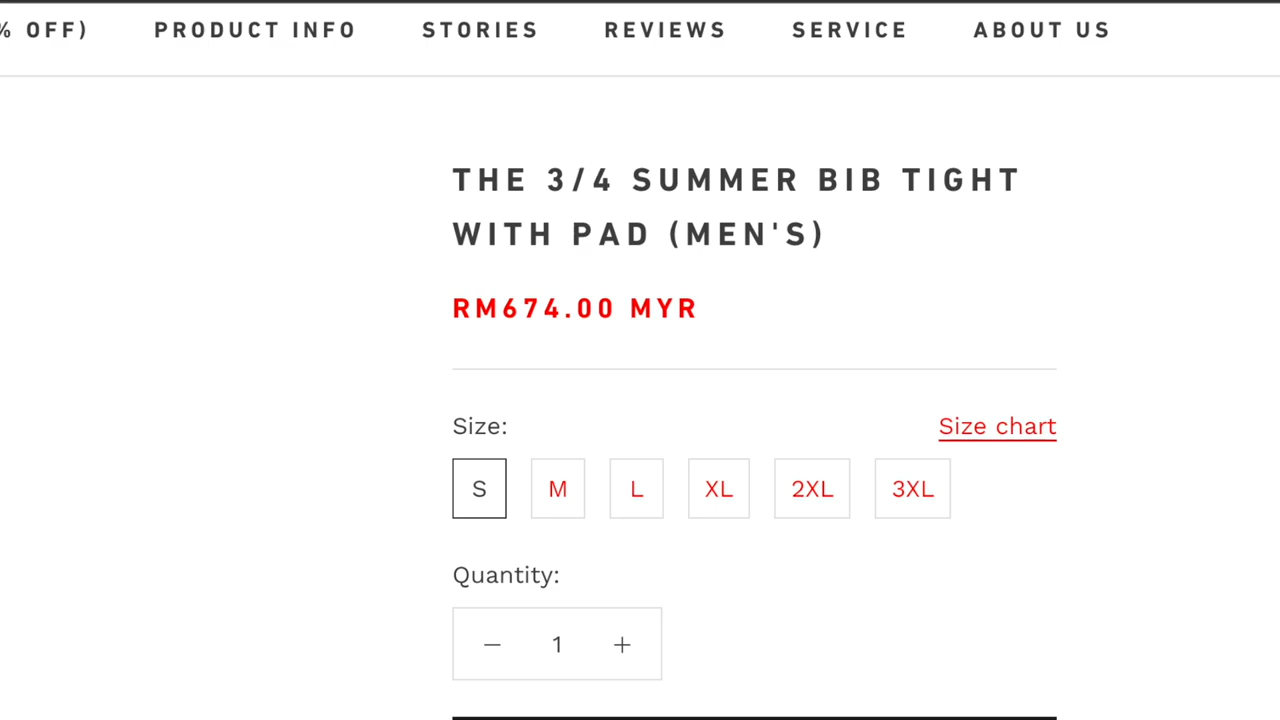 % OFF) PRODUCT INFO STORIES REVIEWS SERVICE ABOUT US
THE 3/4 SUMMER BIB TIGHT
WITH PAD (MEN'S)
RM674.00 MYR
Size: Size chart
S M L XL 2XL 3XL
Quantity:
− 1 +